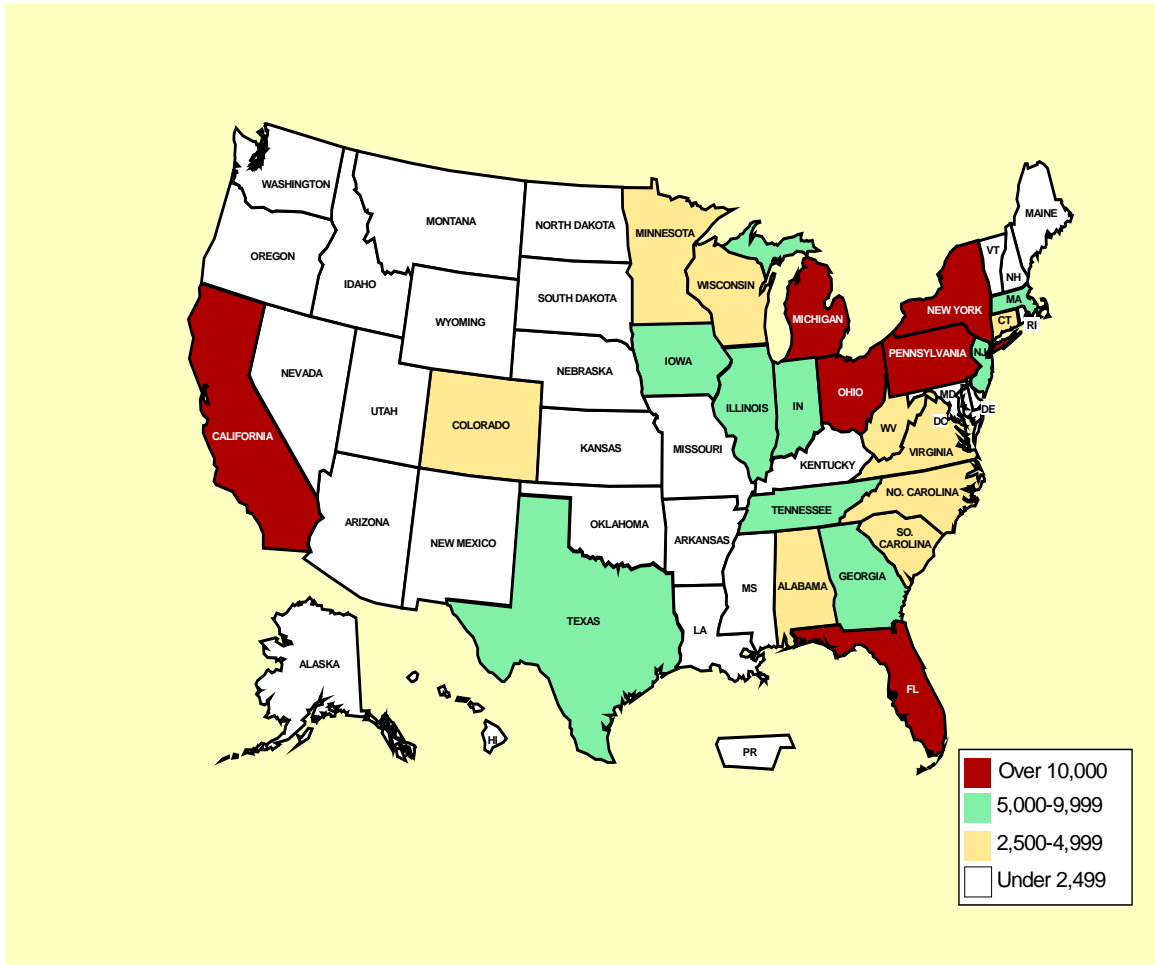 MAINE
WASHINGTON
MONTANA
NORTH DAKOTA
MINNESOTA
VT
NH
OREGON
IDAHO
SOUTH DAKOTA
WISCONSIN
MICHIGAN
NEW YORK
MA
CT
RI
WYOMING
IOWA
PENNSYLVANIA
NJ
NEBRASKA
NEVADA
UTAH
COLORADO
ILLINOIS
IN
OHIO
MD
DE
DC
WV
VIRGINIA
CALIFORNIA
KANSAS
MISSOURI
KENTUCKY
NO. CAROLINA
TENNESSEE
ARIZONA
NEW MEXICO
OKLAHOMA
ARKANSAS
SO.
CAROLINA
MS
ALABAMA
GEORGIA
TEXAS
LA
ALASKA
FL
HI
PR
Over 10,000
5,000-9,999
2,500-4,999
Under 2,499